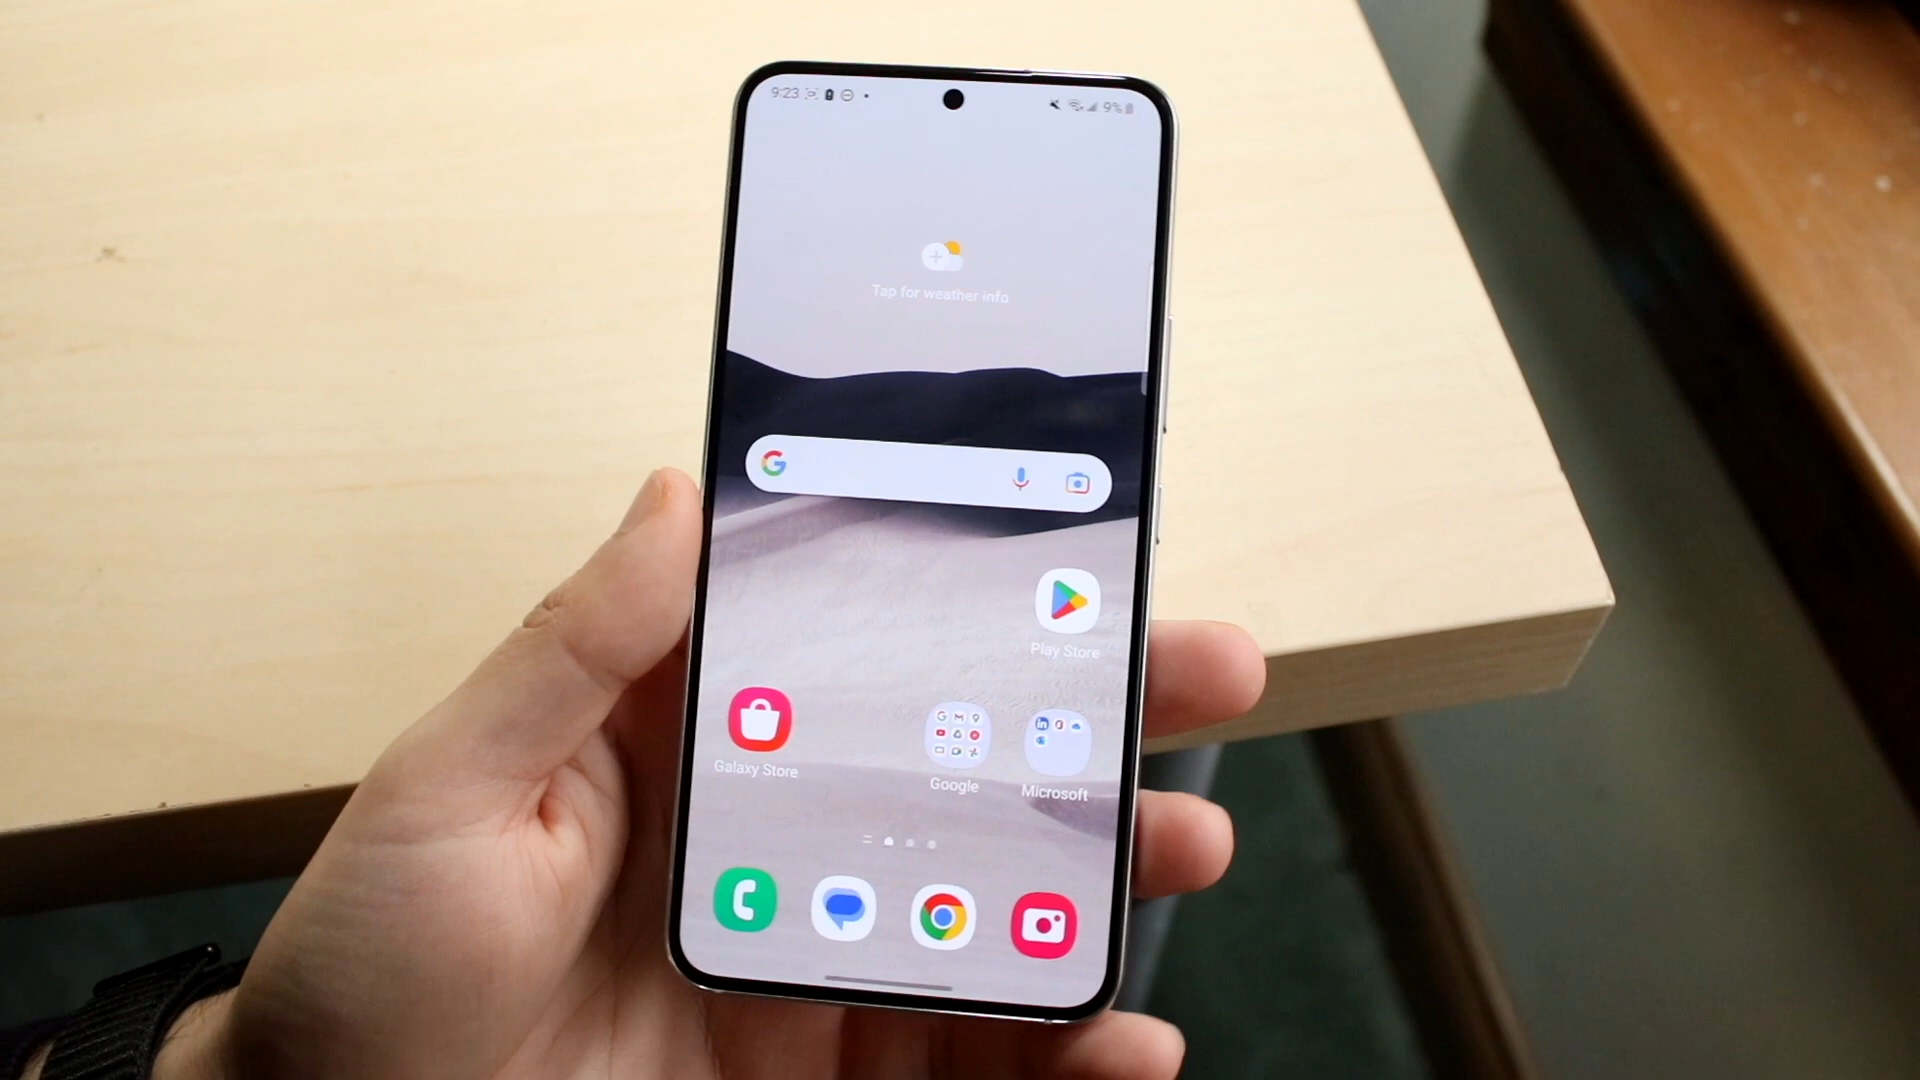 9:23
9%
Tap for weather info
Play Store
Galaxy Store
Google
Microsoft